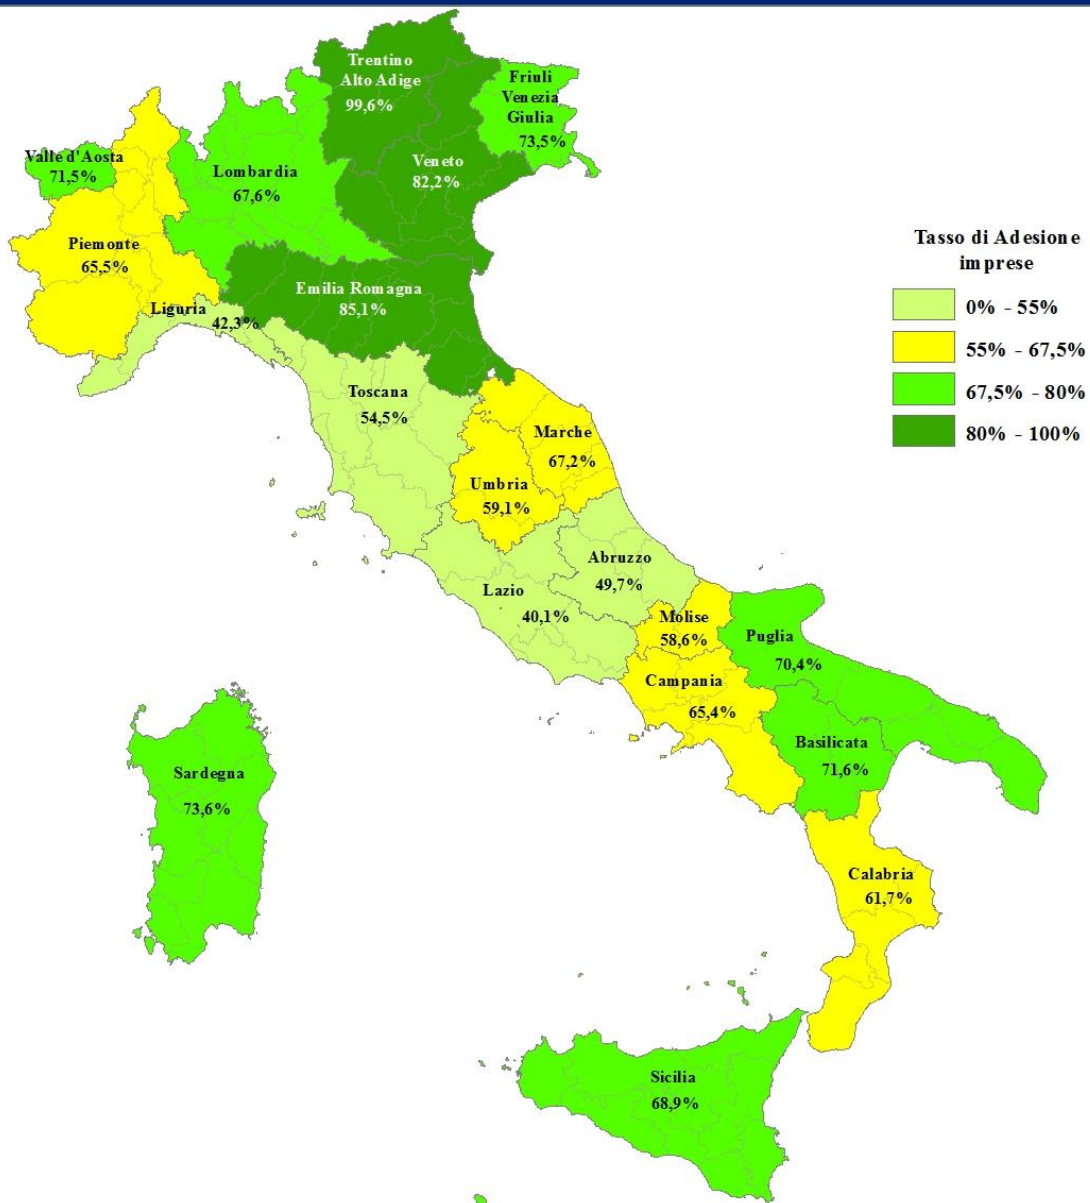 Trentino
Alto Adige
99,6%
Friuli
Venezia
Giulia
73,5%
Valle d'Aosta
71,5%
Lombardia
67,6%
Veneto
82,2%
Piemonte
65,5%
Emilia Romagna
85,1%
Liguria
42,3%
Toscana
54,5%
Marche
67,2%
Umbria
59,1%
Abruzzo
49,7%
Lazio
40,1%
Molise
58,6%
Puglia
70,4%
Campania
65,4%
Basilicata
71,6%
Sardegna
73,6%
Calabria
61,7%
Sicilia
68,9%
Tasso di Adesione
imprese
0% - 55%
55% - 67,5%
67,5% - 80%
80% - 100%